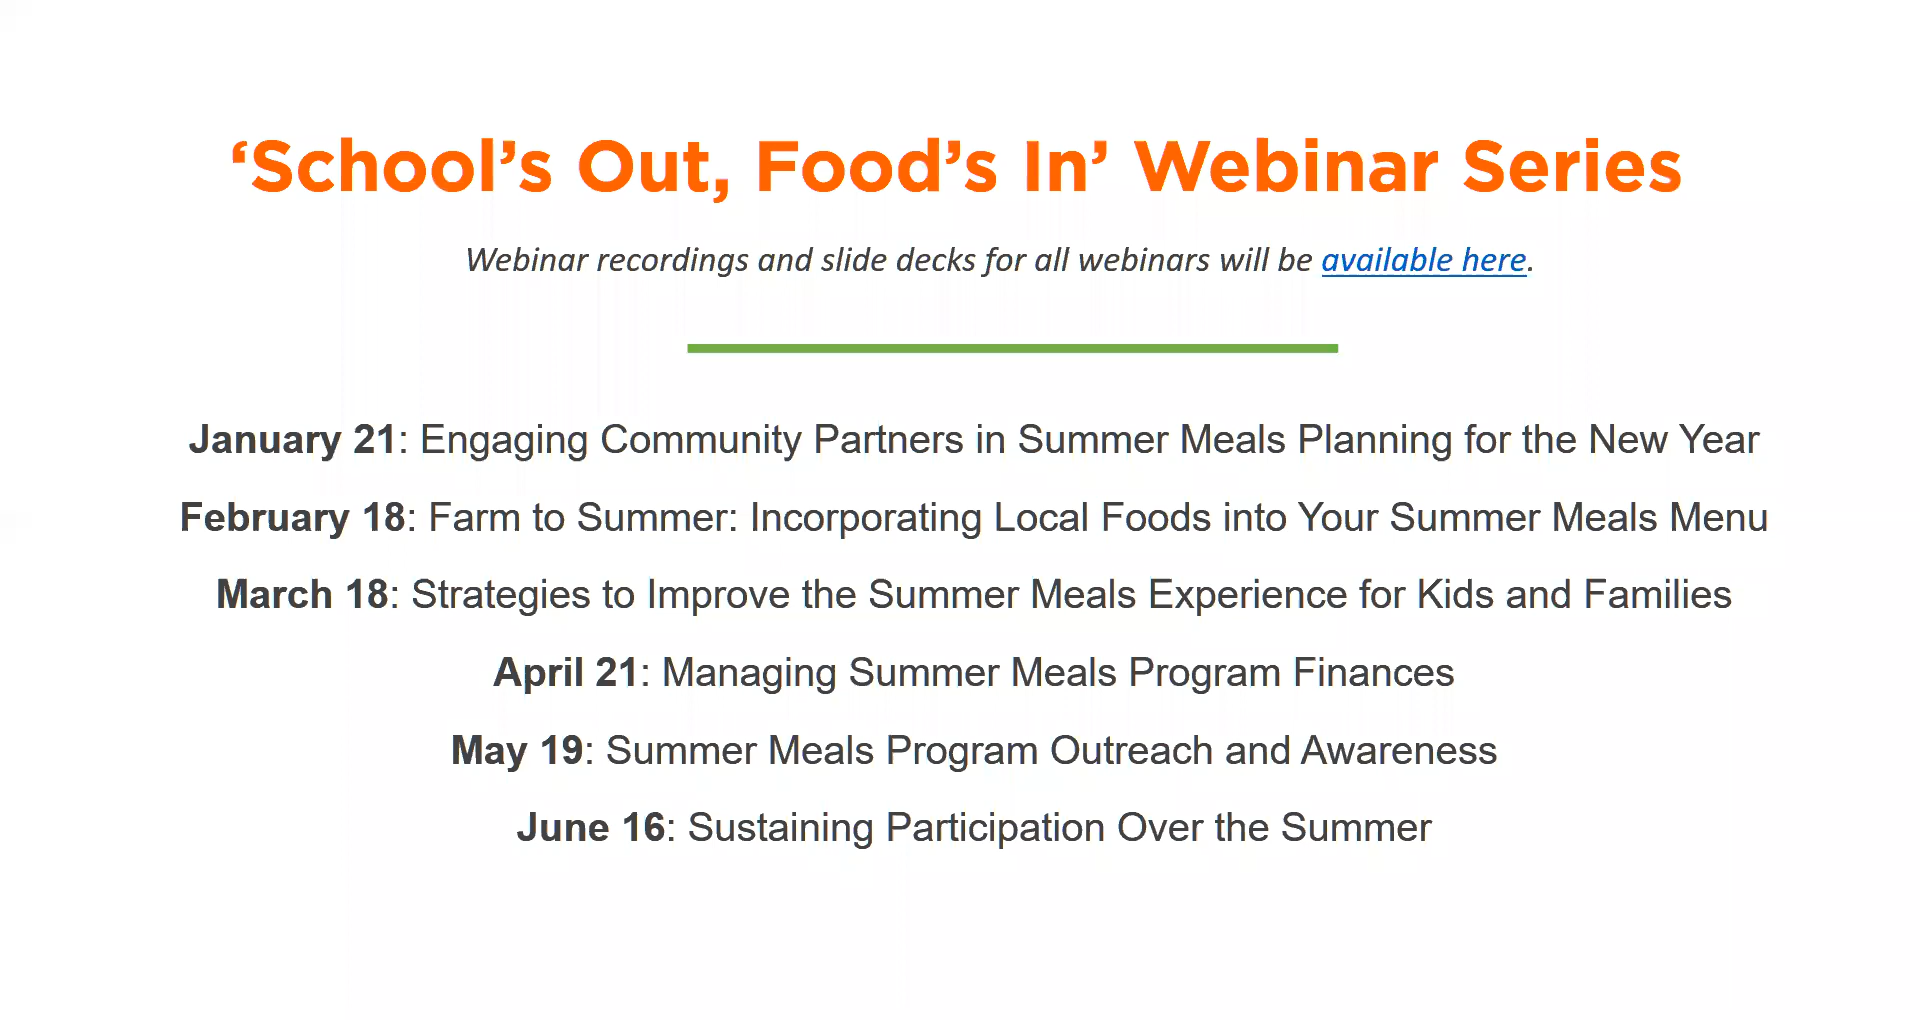 ‘School’s Out, Food’s In’ Webinar Series
Webinar recordings and slide decks for all webinars will be available here.
January 21: Engaging Community Partners in Summer Meals Planning for the New Year
February 18: Farm to Summer: Incorporating Local Foods into Your Summer Meals Menu
March 18: Strategies to Improve the Summer Meals Experience for Kids and Families
April 21: Managing Summer Meals Program Finances
May 19: Summer Meals Program Outreach and Awareness
June 16: Sustaining Participation Over the Summer